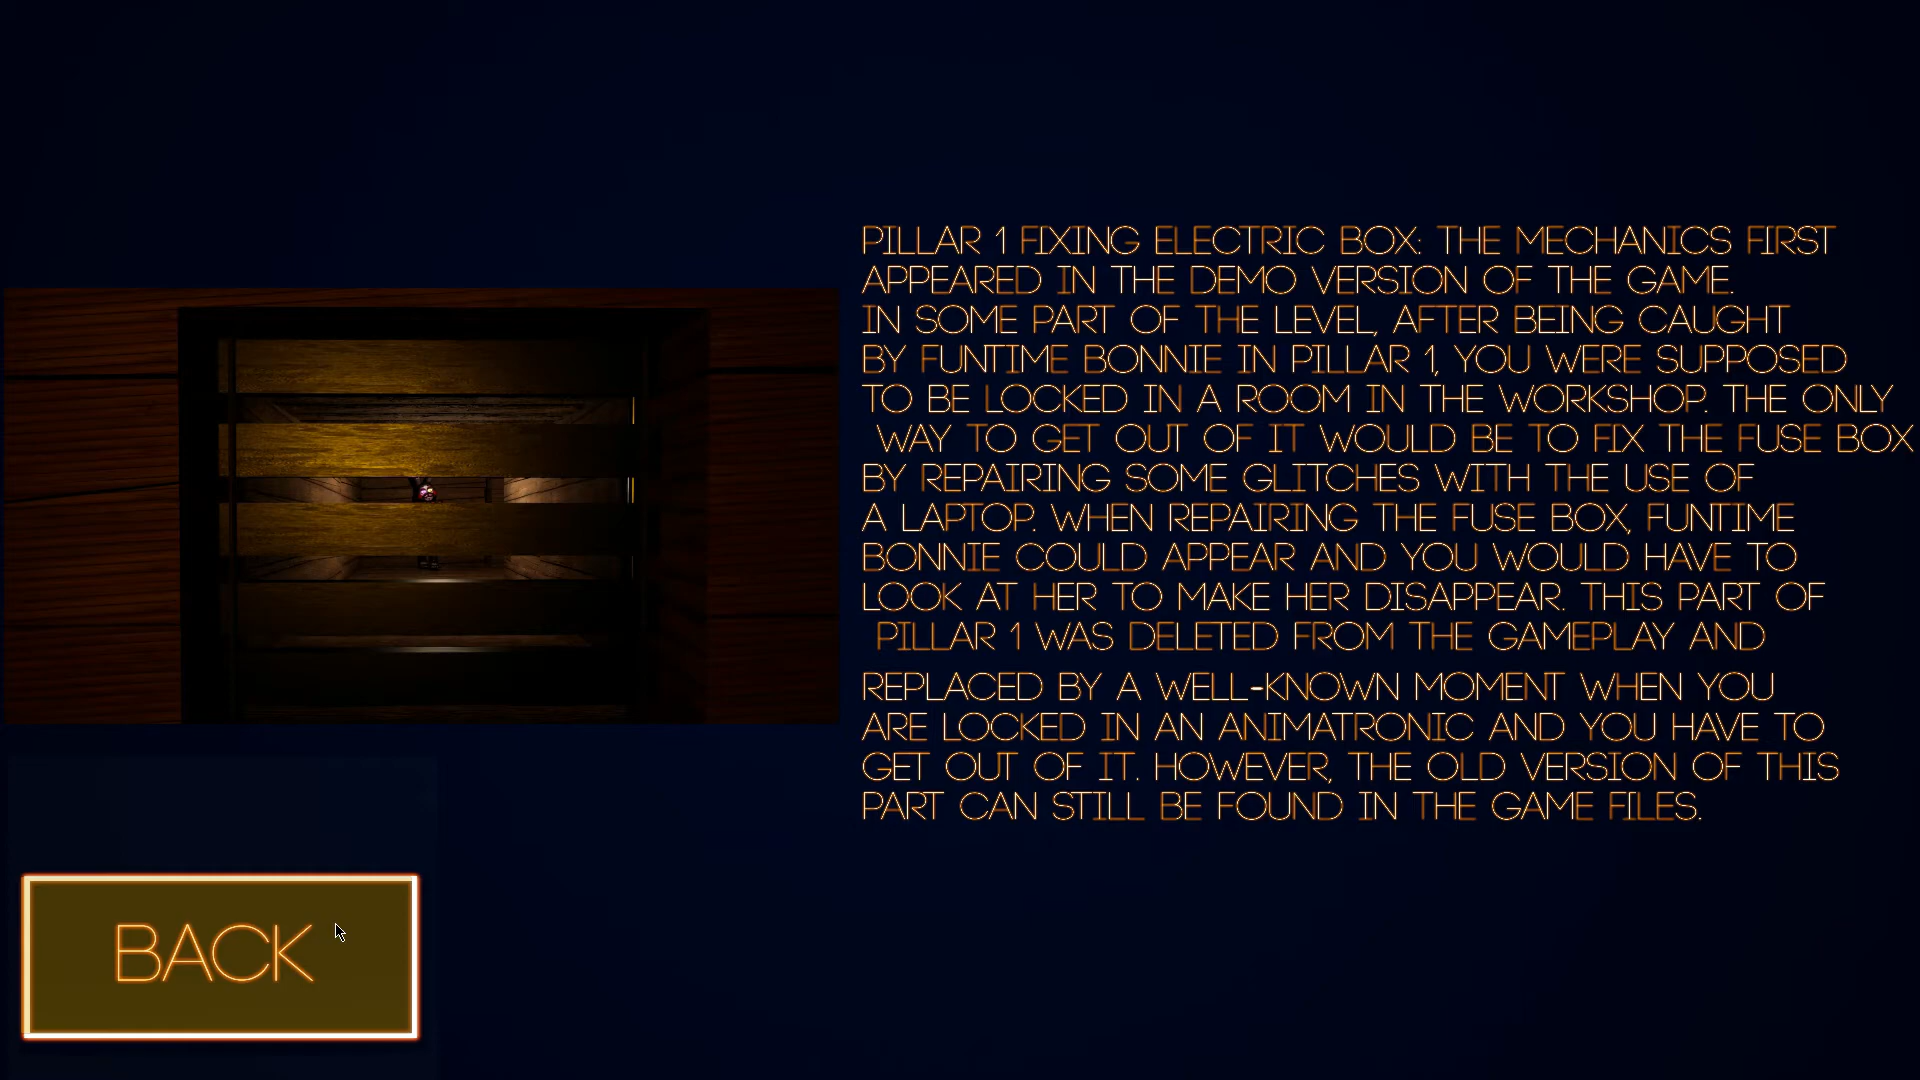 PILLAR 1 FIXING ELECTRIC BOX: THE MECHANICS FIRST
APPEARED IN THE DEMO VERSION OF THE GAME.
IN SOME PART OF THE LEVEL, AFTER BEING CAUGHT
BY FUNTIME BONNIE IN PILLAR 1, YOU WERE SUPPOSED
TO BE LOCKED IN A ROOM IN THE WORKSHOP. THE ONLY
WAY TO GET OUT OF IT WOULD BE TO FIX THE FUSE BOX
BY REPAIRING SOME GLITCHES WITH THE USE OF
A LAPTOP. WHEN REPAIRING THE FUSE BOX, FUNTIME
BONNIE COULD APPEAR AND YOU WOULD HAVE TO
LOOK AT HER TO MAKE HER DISAPPEAR. THIS PART OF
PILLAR 1 WAS DELETED FROM THE GAMEPLAY AND
REPLACED BY A WELL-KNOWN MOMENT WHEN YOU
ARE LOCKED IN AN ANIMATRONIC AND YOU HAVE TO
GET OUT OF IT. HOWEVER, THE OLD VERSION OF THIS
PART CAN STILL BE FOUND IN THE GAME FILES.
BACK